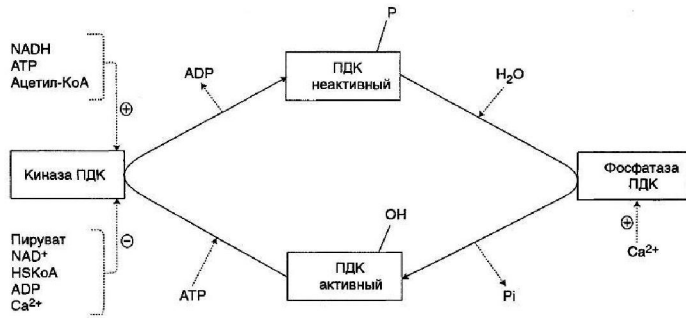 NADH
ATP
Ацетил-КоА
⊕
Киназа ПДК
⊖
Пируват
NAD⁺
HSKoA
ADP
Ca²⁺
ADP
P
ПДК
неактивный
H₂O
ATP
OH
ПДК
активный
Pi
Фосфатаза
ПДК
⊕
Ca²⁺